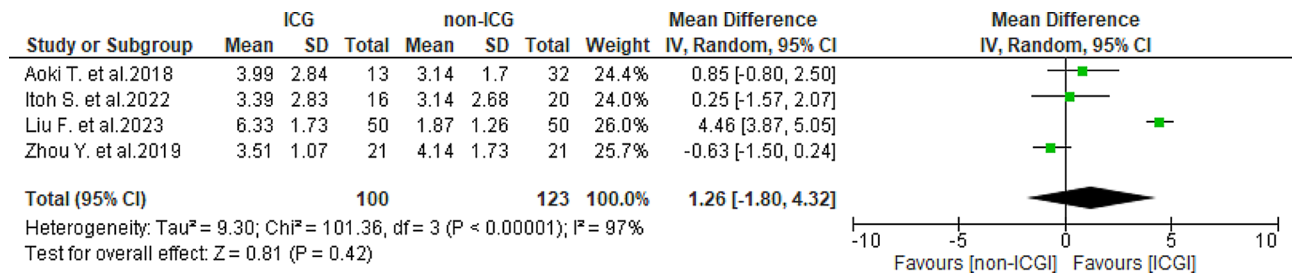 ICG non-ICG Mean Difference Mean Difference
Study or Subgroup Mean SD Total Mean SD Total Weight IV, Random, 95% CI IV, Random, 95% CI
Aoki T. et al.2018 3.99 2.84 13 3.14 1.7 32 24.4% 0.85 [-0.80, 2.50]
Itoh S. et al.2022 3.39 2.83 16 3.14 2.68 20 24.0% 0.25 [-1.57, 2.07]
Liu F. et al.2023 6.33 1.73 50 1.87 1.26 50 26.0% 4.46 [3.87, 5.05]
Zhou Y. et al.2019 3.51 1.07 21 4.14 1.73 21 25.7% -0.63 [-1.50, 0.24]
Total (95% CI) 100 123 100.0% 1.26 [-1.80, 4.32]
Heterogeneity: Tau² = 9.30; Chi² = 101.36, df = 3 (P < 0.00001); I² = 97%
Test for overall effect: Z = 0.81 (P = 0.42)
-10 -5 0 5 10
Favours [non-ICGI] Favours [ICGI]